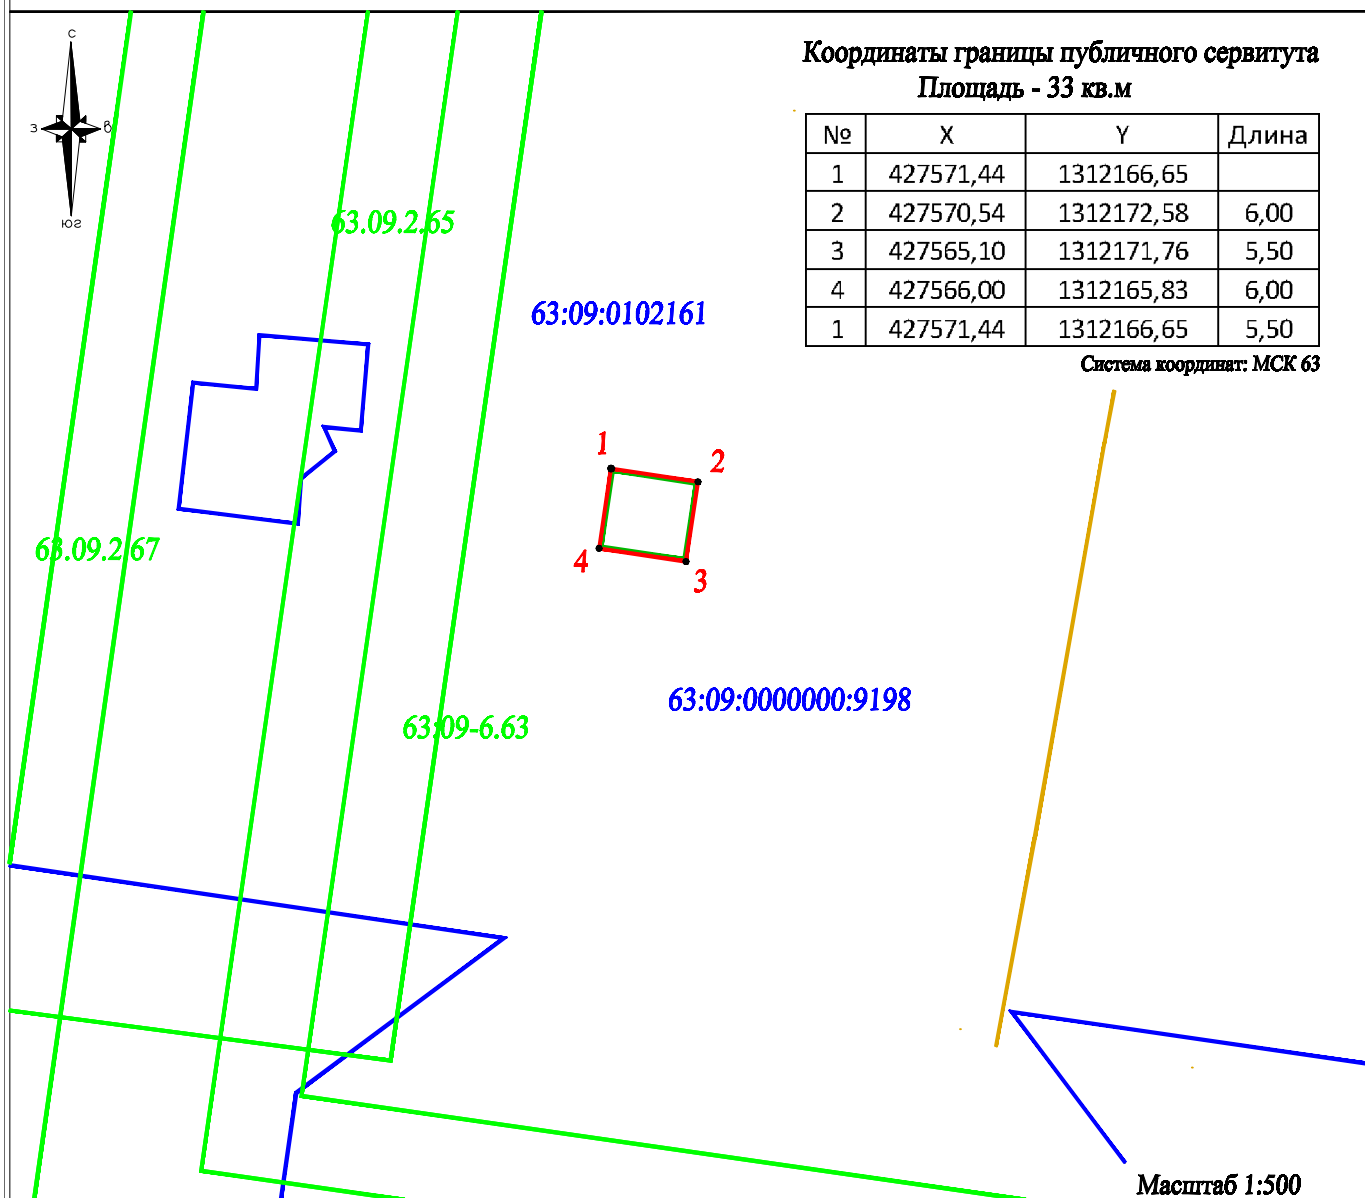 Координаты границы публичного сервитута
Площадь - 33 кв.м
№ X Y Длина
1 427571,44 1312166,65
2 427570,54 1312172,58 6,00
3 427565,10 1312171,76 5,50
4 427566,00 1312165,83 6,00
1 427571,44 1312166,65 5,50
Система координат: МСК 63
с
з в
юг
63.09.2.65
63:09:0102161
1
2
4
3
63.09.2.67
63:09:0000000:9198
63:09-6.63
Масштаб 1:500